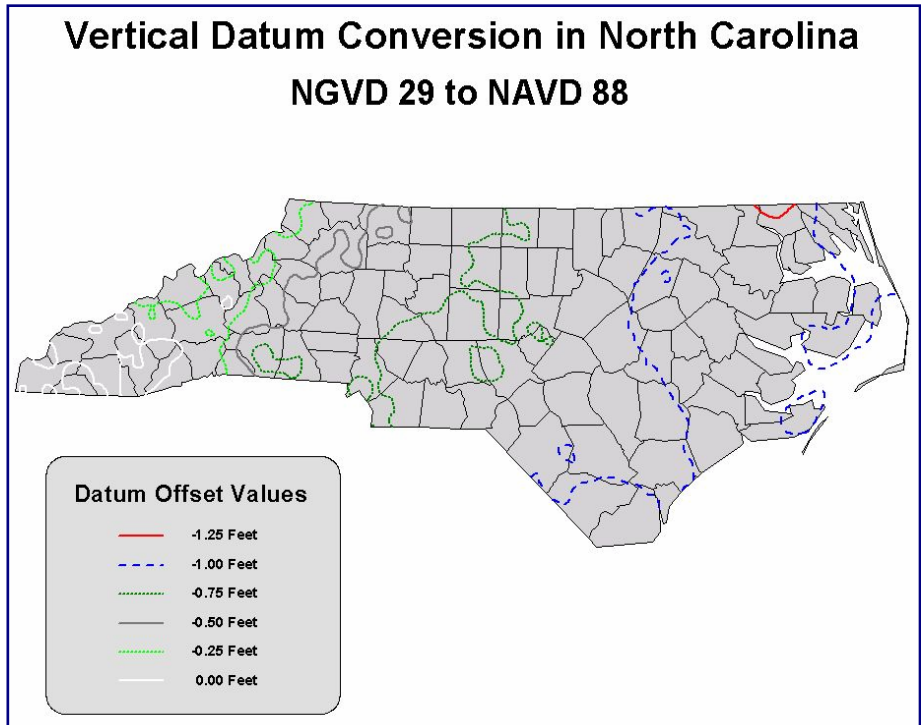 Vertical Datum Conversion in North Carolina
NGVD 29 to NAVD 88
Datum Offset Values
-1.25 Feet
-1.00 Feet
-0.75 Feet
-0.50 Feet
-0.25 Feet
0.00 Feet